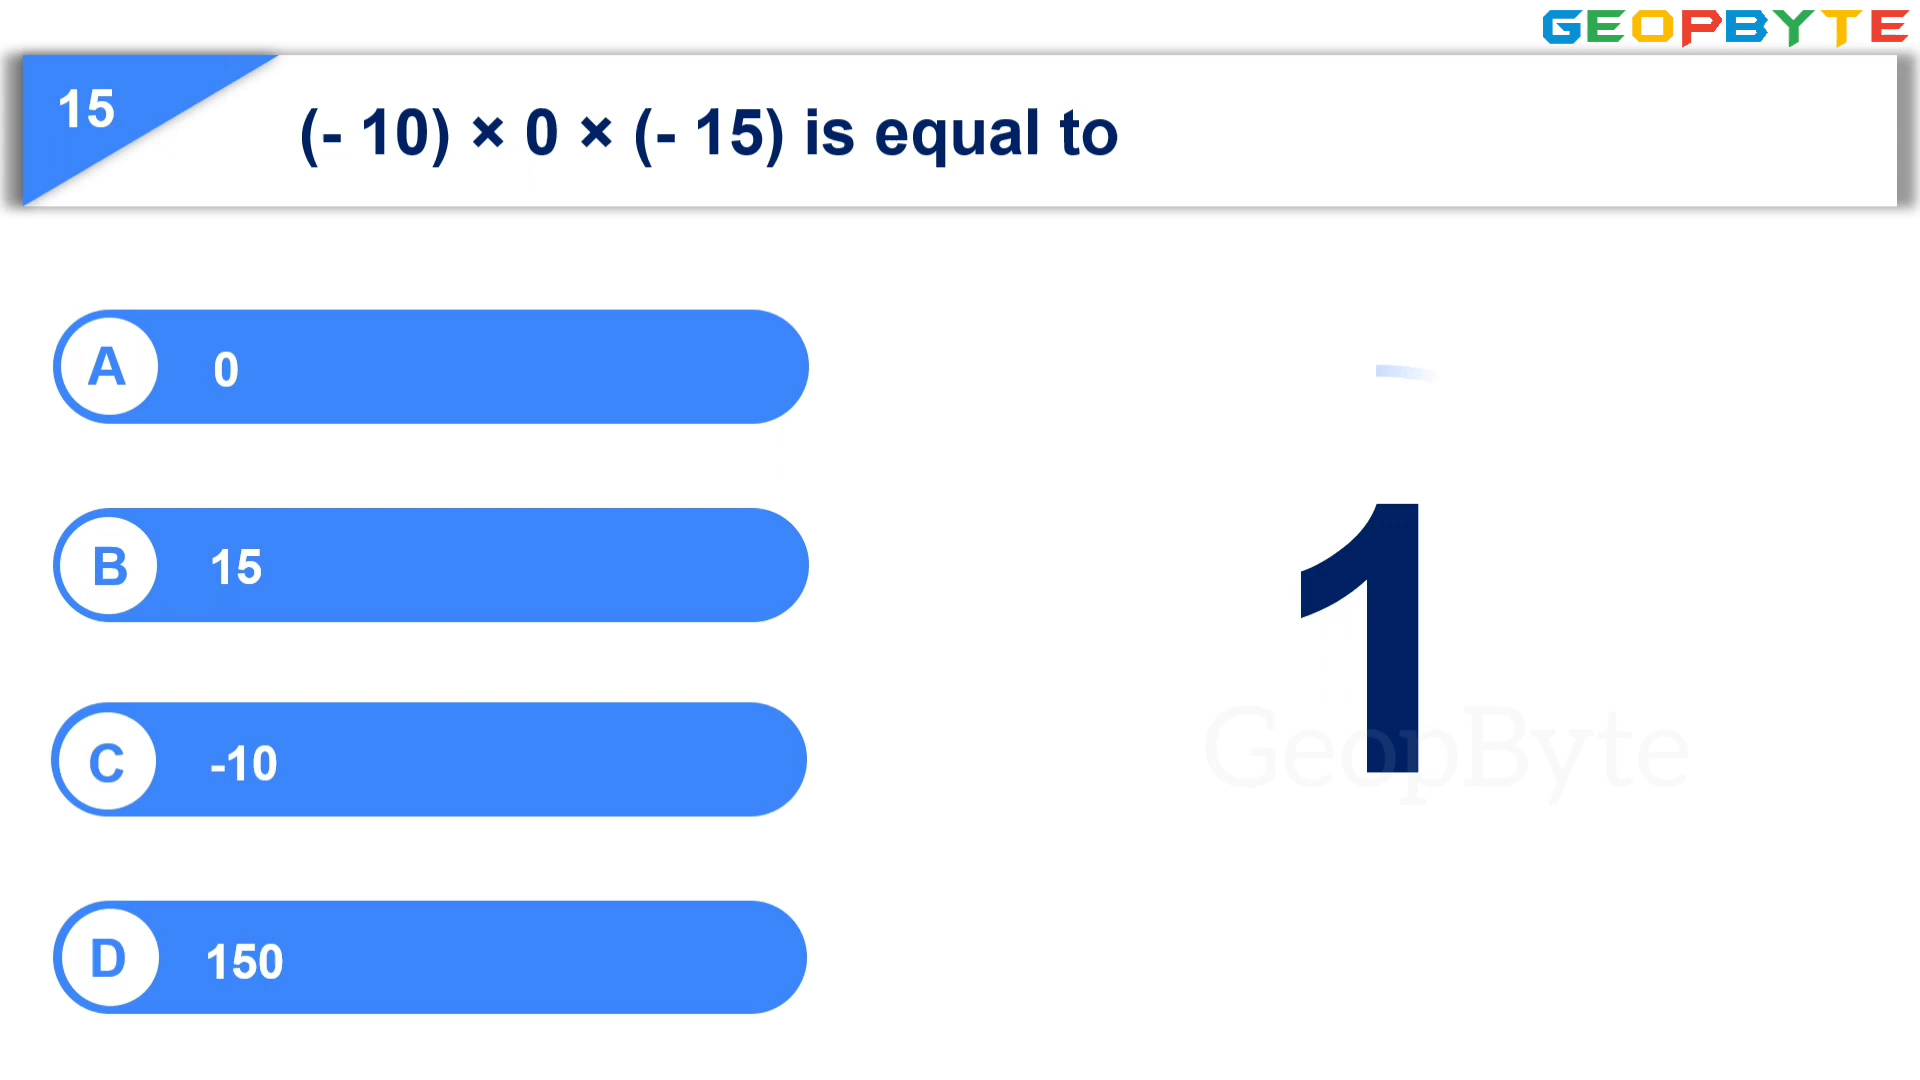 GEOPBYTE
15
(- 10) × 0 × (- 15) is equal to
A 0
B 15
C -10
D 150
1
GeopByte